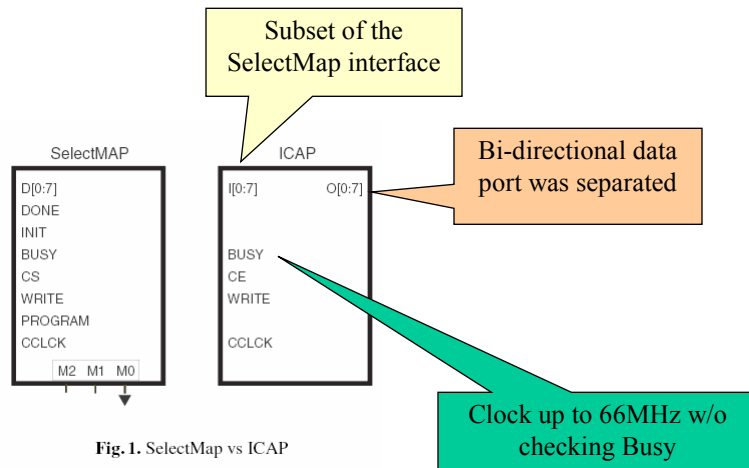 Subset of the
SelectMap interface
SelectMAP
ICAP
Bi-directional data
port was separated
D[0:7]
DONE
INIT
BUSY
CS
WRITE
PROGRAM
CCLCK
M2 M1 M0
I[0:7] O[0:7]
BUSY
CE
WRITE
CCLCK
Clock up to 66MHz w/o
checking Busy
Fig. 1. SelectMap vs ICAP